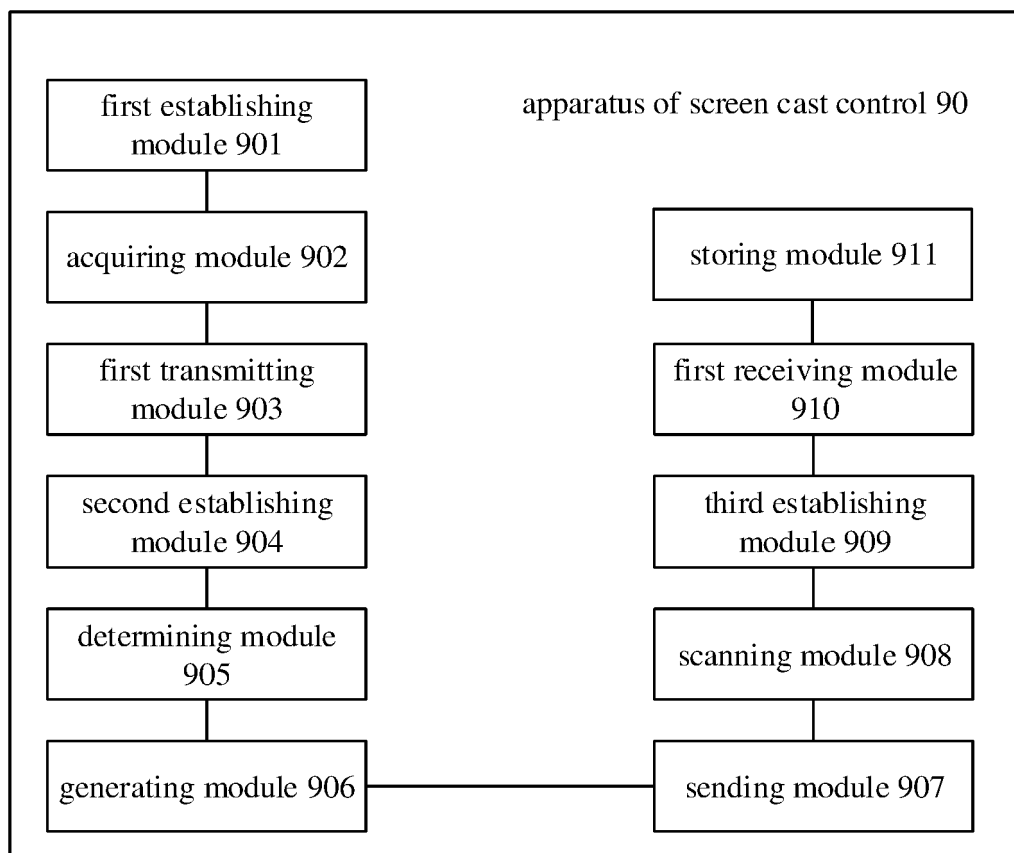 apparatus of screen cast control 90
first establishing
module 901
acquiring module 902
first transmitting
module 903
second establishing
module 904
determining module
905
generating module 906
sending module 907
scanning module 908
third establishing
module 909
first receiving module
910
storing module 911